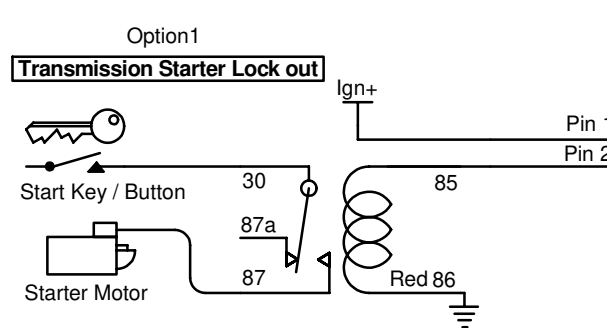 Option1
Transmission Starter Lock out
Ign+
Pin 1
Pin 2
Start Key / Button
30
85
87a
87
Red 86
Starter Motor